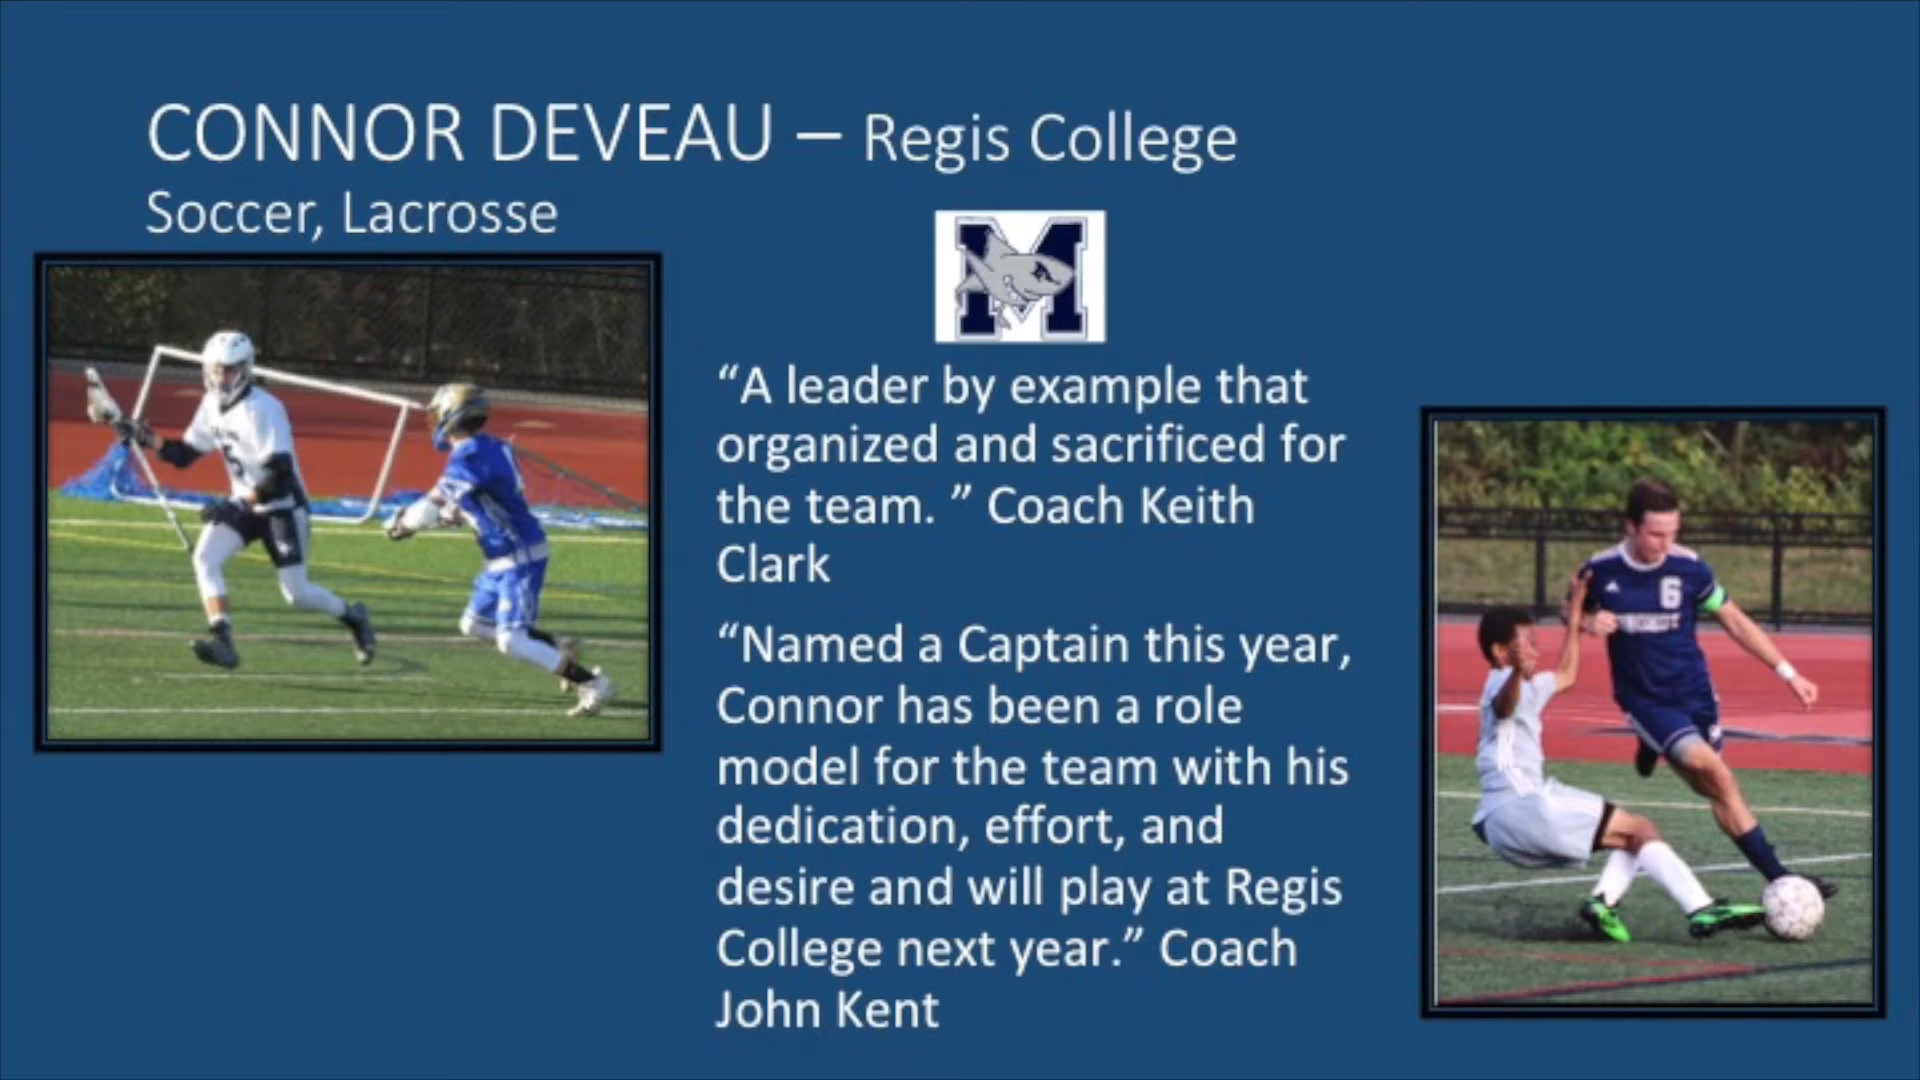 CONNOR DEVEAU – Regis College
Soccer, Lacrosse
M
“A leader by example that
organized and sacrificed for
the team. ” Coach Keith
Clark
“Named a Captain this year,
Connor has been a role
model for the team with his
dedication, effort, and
desire and will play at Regis
College next year.” Coach
John Kent
6